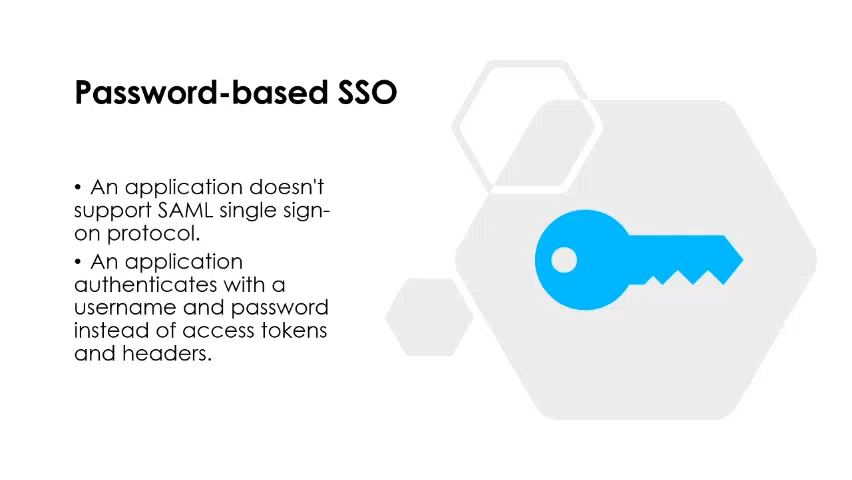 Password-based SSO
• An application doesn't
support SAML single sign-
on protocol.
• An application
authenticates with a
username and password
instead of access tokens
and headers.